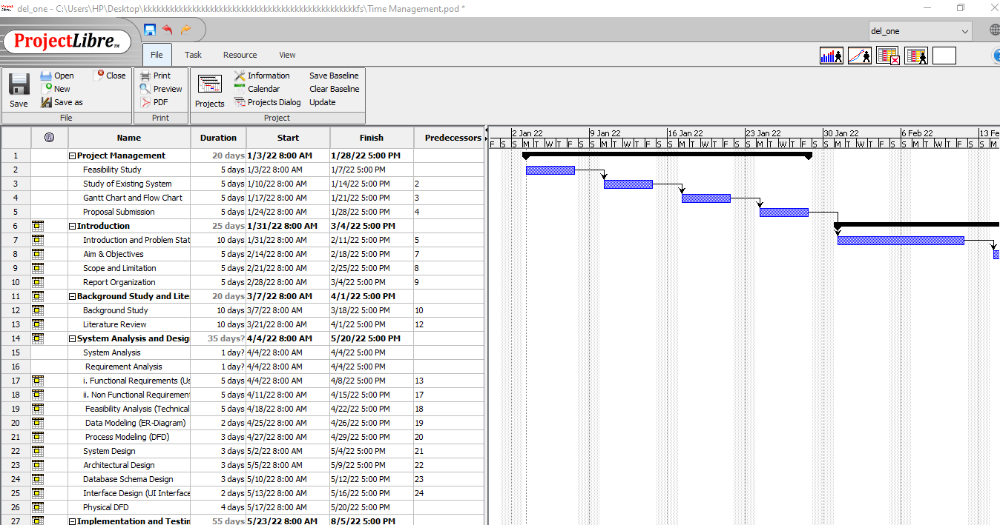 del_one - C:\Users\HP\Desktop\kkkkkkkkkkkkkkkkkkkkkkkkkkkkkkkkkkkkkkkkkkkkkkfs\Time Management.pod *
ProjectLibre™
del_one
File Task Resource View
Save Open New Save as Close
File
Print Preview PDF
Print
Projects Information Calendar Projects Dialog Save Baseline Clear Baseline Update
Project
Name Duration Start Finish Predecessors
2 Jan 22 9 Jan 22 16 Jan 22 23 Jan 22 30 Jan 22 6 Feb 22 13 Fe
F S S M T W T F S S M T W T F S S M T W T F S S M T W T F S S M T W T F S S M T W T F S S M
1 Project Management 20 days 1/3/22 8:00 AM 1/28/22 5:00 PM
2 Feasibility Study 5 days 1/3/22 8:00 AM 1/7/22 5:00 PM
3 Study of Existing System 5 days 1/10/22 8:00 AM 1/14/22 5:00 PM 2
4 Gantt Chart and Flow Chart 5 days 1/17/22 8:00 AM 1/21/22 5:00 PM 3
5 Proposal Submission 5 days 1/24/22 8:00 AM 1/28/22 5:00 PM 4
6 Introduction 25 days 1/31/22 8:00 AM 3/4/22 5:00 PM
7 Introduction and Problem Stat 10 days 1/31/22 8:00 AM 2/11/22 5:00 PM 5
8 Aim & Objectives 5 days 2/14/22 8:00 AM 2/18/22 5:00 PM 7
9 Scope and Limitation 5 days 2/21/22 8:00 AM 2/25/22 5:00 PM 8
10 Report Organization 5 days 2/28/22 8:00 AM 3/4/22 5:00 PM 9
11 Background Study and Lite 20 days 3/7/22 8:00 AM 4/1/22 5:00 PM
12 Background Study 10 days 3/7/22 8:00 AM 3/18/22 5:00 PM 10
13 Literature Review 10 days 3/21/22 8:00 AM 4/1/22 5:00 PM 12
14 System Analysis and Desig 35 days? 4/4/22 8:00 AM 5/20/22 5:00 PM
15 System Analysis 1 day? 4/4/22 8:00 AM 4/4/22 5:00 PM
16 Requirement Analysis 1 day? 4/4/22 8:00 AM 4/4/22 5:00 PM
17 i. Functional Requirements (Us 5 days 4/4/22 8:00 AM 4/8/22 5:00 PM 13
18 ii. Non Functional Requiremen 5 days 4/11/22 8:00 AM 4/15/22 5:00 PM 17
19 Feasibility Analysis (Technical 5 days 4/18/22 8:00 AM 4/22/22 5:00 PM 18
20 Data Modeling (ER-Diagram) 2 days 4/25/22 8:00 AM 4/26/22 5:00 PM 19
21 Process Modeling (DFD) 3 days 4/27/22 8:00 AM 4/29/22 5:00 PM 20
22 System Design 3 days 5/2/22 8:00 AM 5/4/22 5:00 PM 21
23 Architectural Design 3 days 5/5/22 8:00 AM 5/9/22 5:00 PM 22
24 Database Schema Design 3 days 5/10/22 8:00 AM 5/12/22 5:00 PM 23
25 Interface Design (UI Interface 2 days 5/13/22 8:00 AM 5/16/22 5:00 PM 24
26 Physical DFD 4 days 5/17/22 8:00 AM 5/20/22 5:00 PM
27 Implementation and Testin 55 days 5/23/22 8:00 AM 8/5/22 5:00 PM